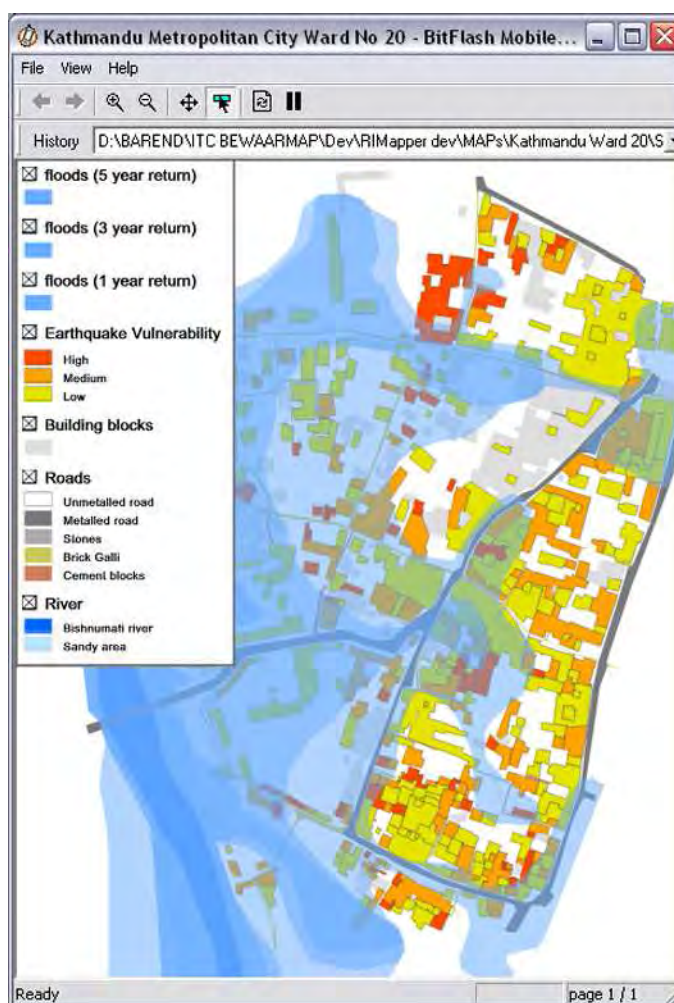 Kathmandu Metropolitan City Ward No 20 - BitFlash Mobile...
File View Help
History D:\BAREND\ITC BEWAARMAP\Dev\RIMapper dev\MAPs\Kathmandu Ward 20\S
floods (5 year return)
floods (3 year return)
floods (1 year return)
Earthquake Vulnerability
High
Medium
Low
Building blocks
Roads
Unmetalled road
Metalled road
Stones
Brick Galli
Cement blocks
River
Bishnumati river
Sandy area
Ready page 1 / 1